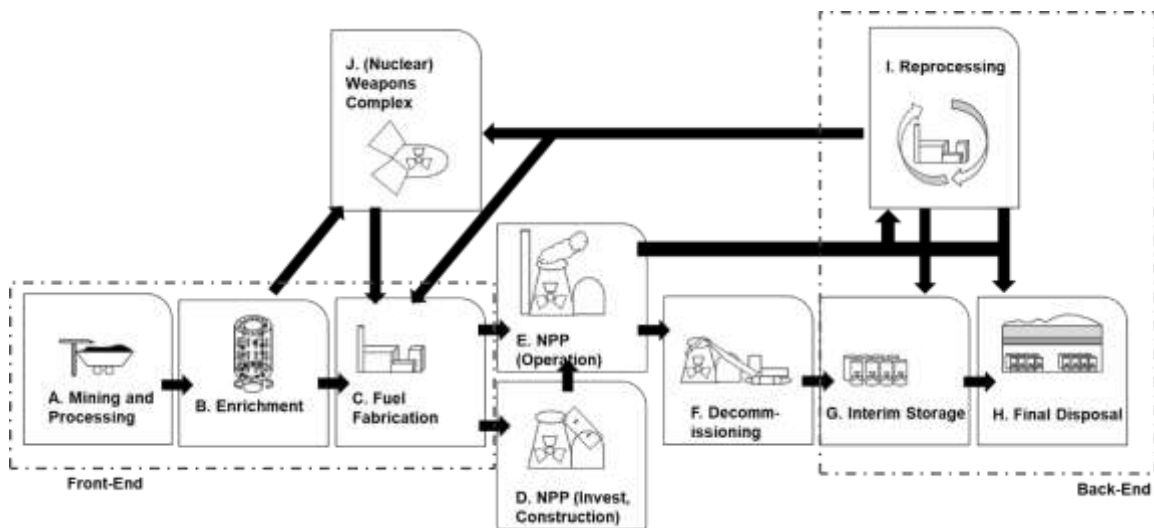 J. (Nuclear)
Weapons
Complex
I. Reprocessing
A. Mining and
Processing
B. Enrichment
C. Fuel
Fabrication
E. NPP
(Operation)
D. NPP (Invest,
Construction)
F. Decomm-
issioning
G. Interim Storage
H. Final Disposal
Front-End
Back-End